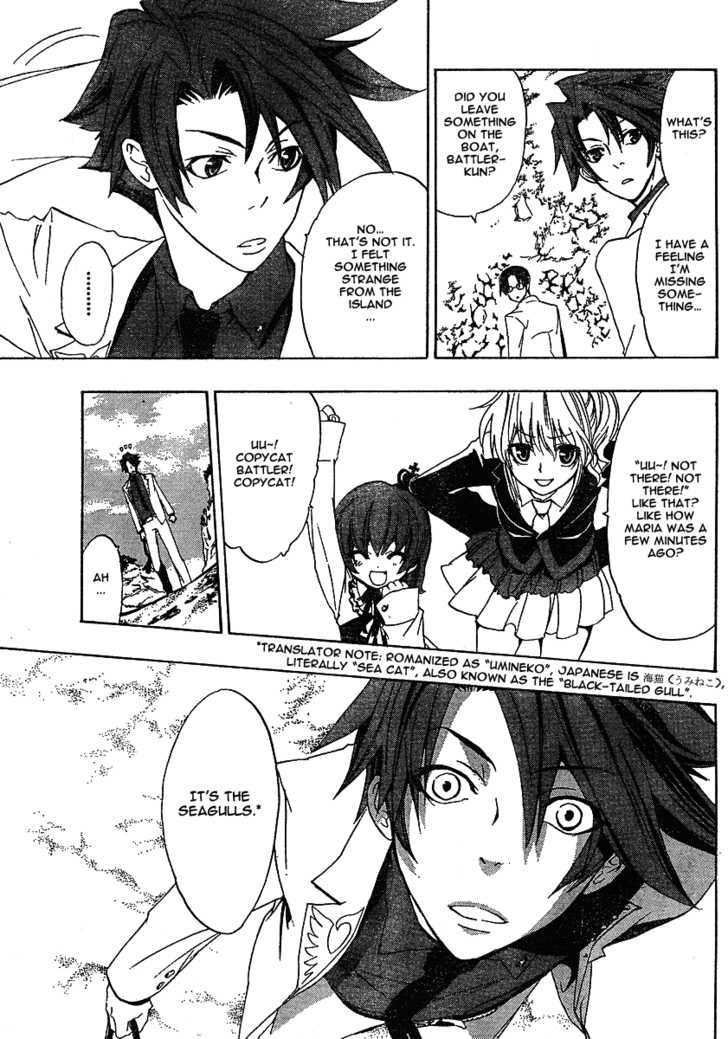 WHAT'S
THIS?
I HAVE A
FEELING
I'M
MISSING
SOME-
THING...
DID YOU
LEAVE
SOMETHING
ON THE
BOAT,
BATTLER-
KUN?
NO...
THAT'S NOT IT.
I FELT
SOMETHING
STRANGE
FROM THE
ISLAND
...
.........
"UU~! NOT
THERE! NOT
THERE!"
LIKE THAT?
LIKE HOW
MARIA WAS A
FEW MINUTES
AGO?
UU~!
COPYCAT
BATTLER!
COPYCAT!
AH
...
*TRANSLATOR NOTE: ROMANIZED AS "UMINEKO", JAPANESE IS 海猫 (うみねこ),
LITERALLY "SEA CAT", ALSO KNOWN AS THE "BLACK-TAILED GULL".
IT'S THE
SEAGULLS.*